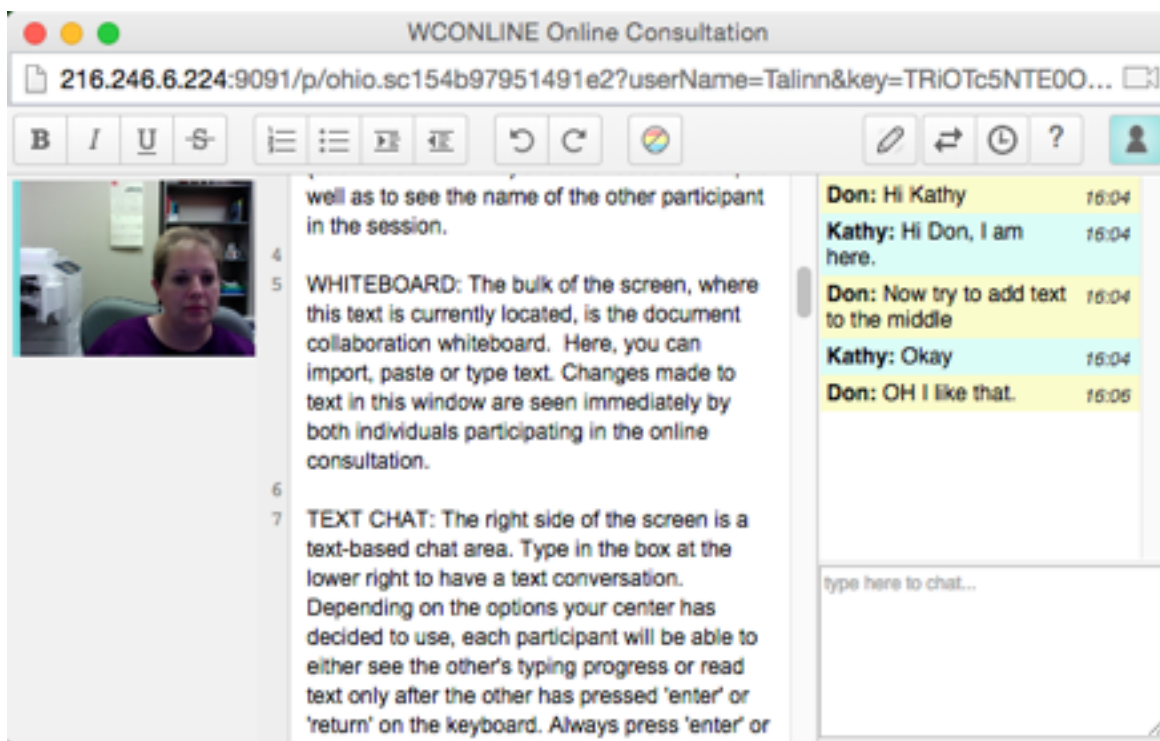 WCONLINE Online Consultation
216.246.6.224:9091/p/ohio.sc154b97951491e2?userName=Talinn&key=TRiOTc5NTE0O...
B I U S ?
well as to see the name of the other participant
in the session.
4
5 WHITEBOARD: The bulk of the screen, where
this text is currently located, is the document
collaboration whiteboard.  Here, you can
import, paste or type text. Changes made to
text in this window are seen immediately by
both individuals participating in the online
consultation.
6
7 TEXT CHAT: The right side of the screen is a
text-based chat area. Type in the box at the
lower right to have a text conversation.
Depending on the options your center has
decided to use, each participant will be able to
either see the other's typing progress or read
text only after the other has pressed 'enter' or
'return' on the keyboard. Always press 'enter' or
Don: Hi Kathy 16:04
Kathy: Hi Don, I am 16:04
here.
Don: Now try to add text 16:04
to the middle
Kathy: Okay 16:04
Don: OH I like that. 16:06
type here to chat...